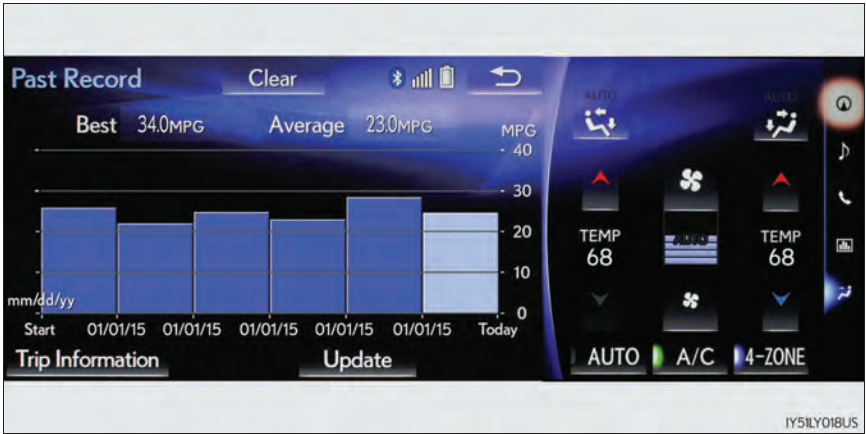 Past Record Clear
Best 34.0MPG Average 23.0MPG MPG
40
30
20
10
0
mm/dd/yy
Start 01/01/15 01/01/15 01/01/15 01/01/15 01/01/15 Today
Trip Information Update
AUTO AUTO
TEMP AUTO TEMP
68 68
AUTO A/C 4-ZONE
IY51LY018US